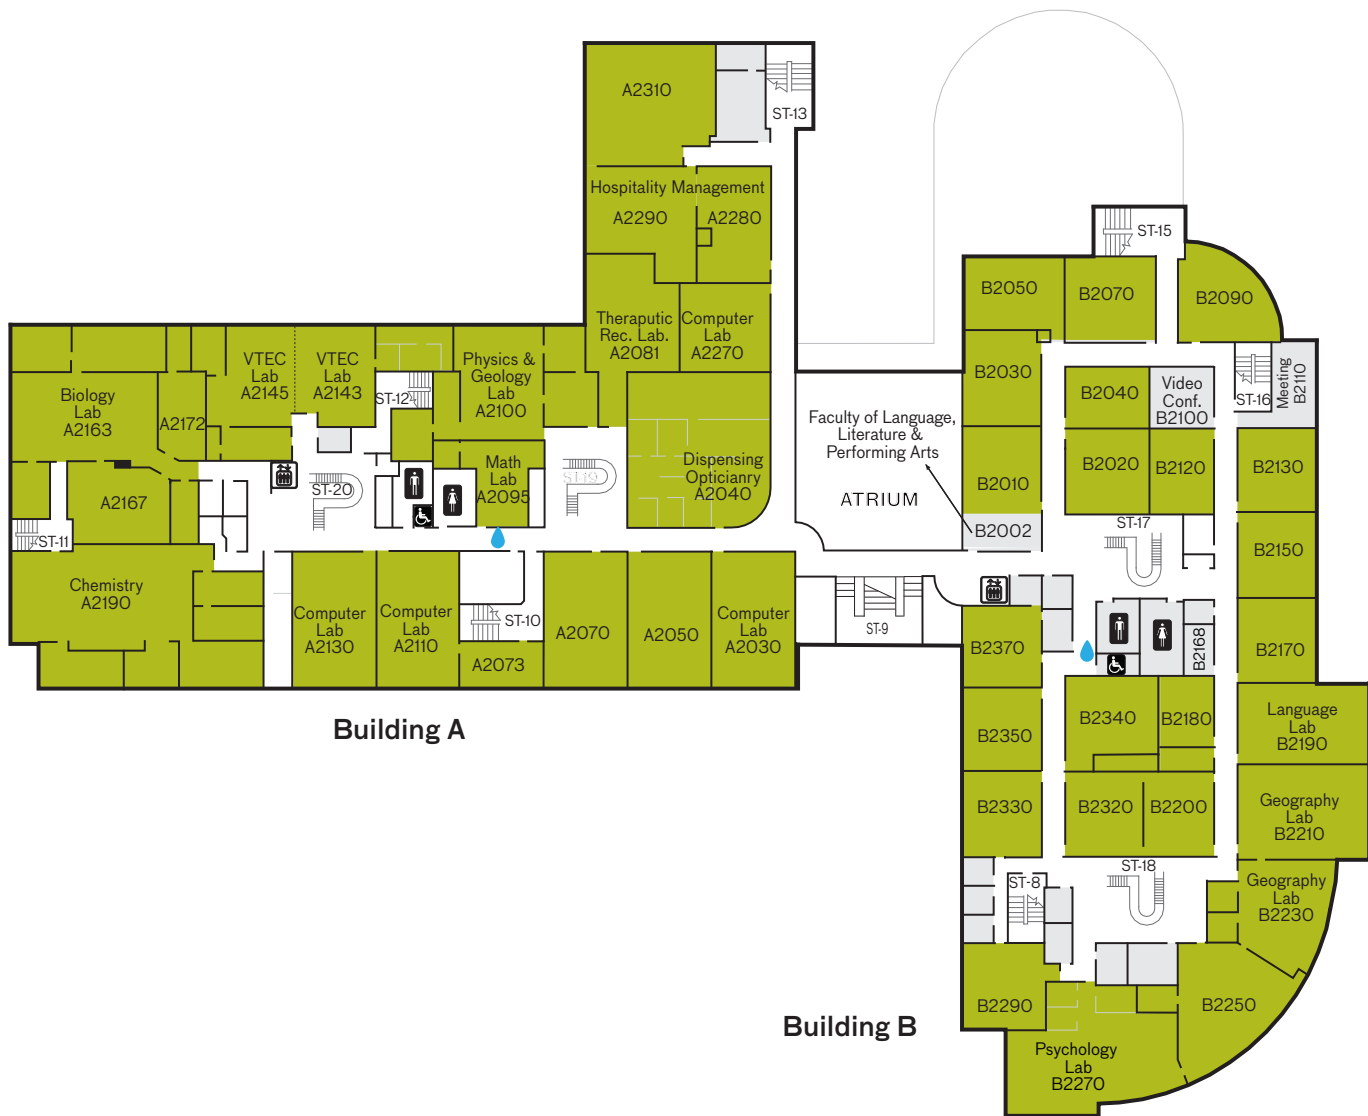 A2310
ST-13
Hospitality Management
A2290
A2280
ST-15
B2050
B2070
B2090
Theraputic
Rec. Lab.
A2081
Computer
Lab
A2270
VTEC
Lab
A2145
VTEC
Lab
A2143
Physics &
Geology
Lab
A2100
ST-12
Biology
Lab
A2163
A2172
B2030
B2040
Video
Conf.
B2100
ST-16
Meeting
B2110
Faculty of Language,
Literature &
Performing Arts
ATRIUM
B2010
B2002
B2020
B2120
B2130
Math
Lab
A2095
ST-19
ST-20
Dispensing
Opticianry
A2040
A2167
ST-11
ST-17
B2150
Chemistry
A2190
Computer
Lab
A2130
Computer
Lab
A2110
ST-10
A2073
A2070
A2050
Computer
Lab
A2030
ST-9
B2370
B2168
B2170
Building A
B2350
B2340
B2180
Language
Lab
B2190
B2330
B2320
B2200
Geography
Lab
B2210
ST-8
ST-18
Geography
Lab
B2230
B2290
B2250
Building B
Psychology
Lab
B2270